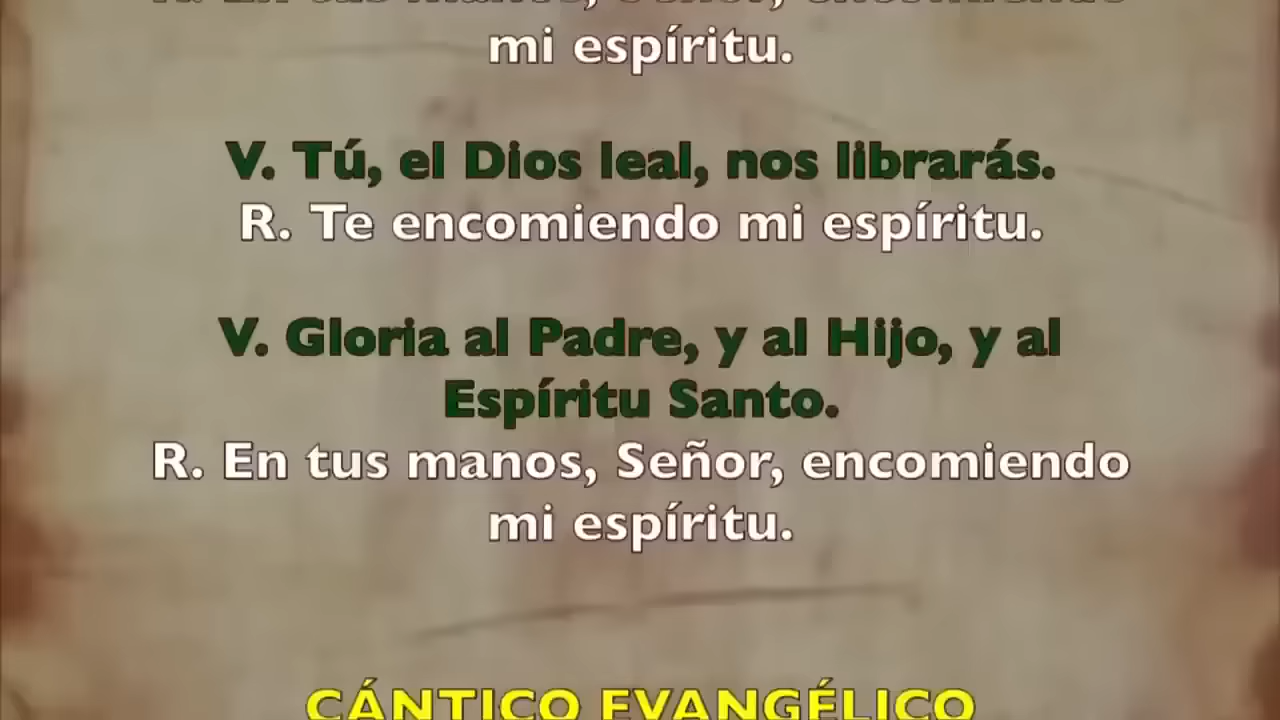 mi espíritu.
V. Tú, el Dios leal, nos librarás.
R. Te encomiendo mi espíritu.
V. Gloria al Padre, y al Hijo, y al
Espíritu Santo.
R. En tus manos, Señor, encomiendo
mi espíritu.
CÁNTICO EVANGÉLICO